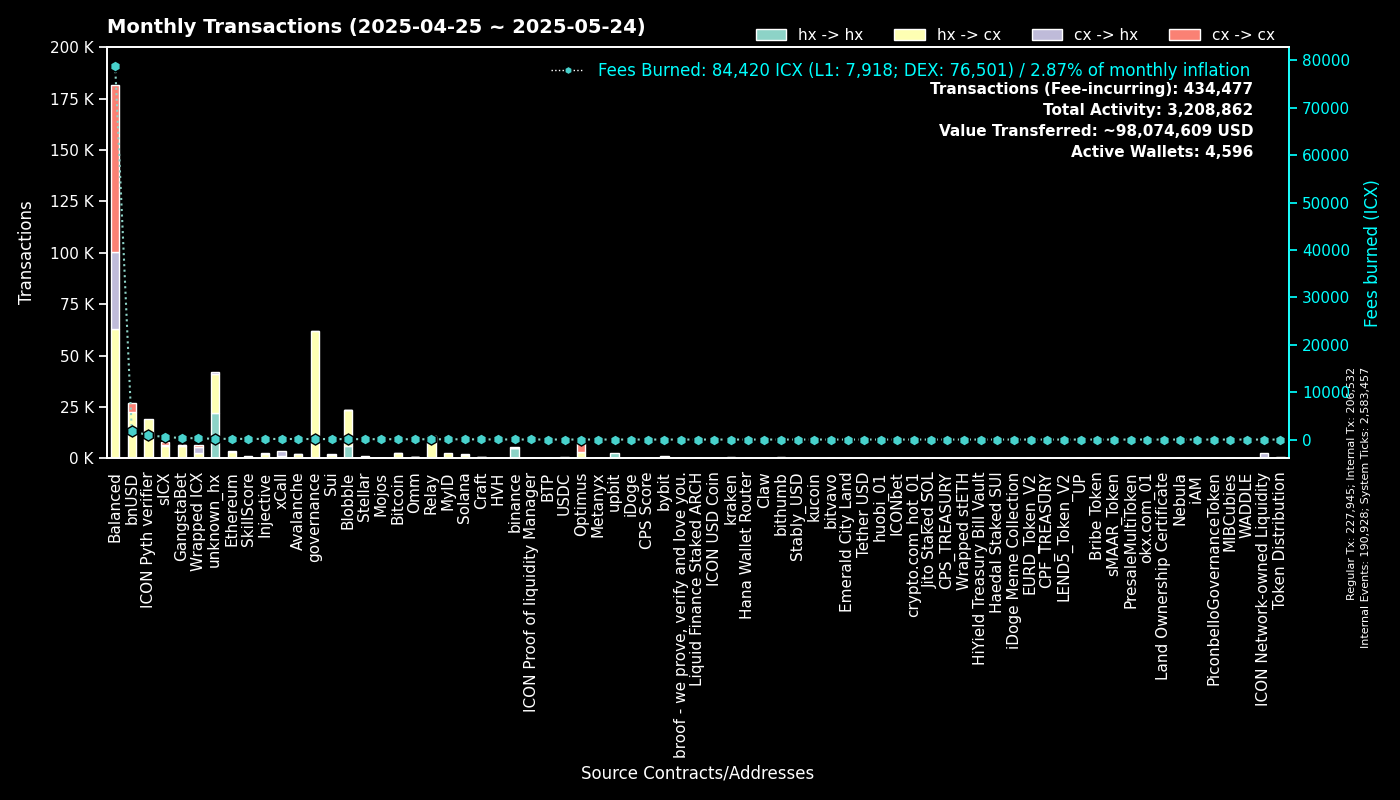 Monthly Transactions (2025-04-25 ~ 2025-05-24)
hx -> hx
hx -> cx
cx -> hx
cx -> cx
Fees Burned: 84,420 ICX (L1: 7,918; DEX: 76,501) / 2.87% of monthly inflation
Transactions (Fee-incurring): 434,477
Total Activity: 3,208,862
Value Transferred: ~98,074,609 USD
Active Wallets: 4,596
Transactions
200 K
175 K
150 K
125 K
100 K
75 K
50 K
25 K
0 K
80000
70000
60000
50000
40000
30000
20000
10000
0
Fees burned (ICX)
Regular Tx: 227,945; Internal Tx: 206,532
Internal Events: 190,928; System Ticks: 2,583,457
Balanced
bnUSD
ICON Pyth verifier
sICX
GangstaBet
Wrapped ICX
unknown_hx
Ethereum
SkillScore
Injective
xCall
Avalanche
governance
Sui
Blobble
Stellar
Mojos
Bitcoin
Omm
Relay
MyID
Solana
Craft
HVH
binance
ICON Proof of liquidity Manager
BTP
USDC
Optimus
Metanyx
upbit
iDoge
CPS Score
bybit
broof - we prove, verify and love you.
Liquid Finance Staked ARCH
ICON USD Coin
kraken
Hana Wallet Router
Claw
bithumb
Stably_USD
kucoin
bitvavo
Emerald City Land
Tether USD
huobi_01
ICONbet
crypto.com_hot_01
Jito Staked SOL
CPS_TREASURY
Wrapped stETH
HiYield Treasury Bill Vault
Haedal Staked SUI
iDoge Meme Collection
EURD_Token_V2
CPF_TREASURY
LEND5_Token_V2
UP
Bribe Token
sMAAR_Token
PresaleMultiToken
okx.com_01
Land Ownership Certificate
Nebula
iAM
PiconbelloGovernanceToken
MIBCubies
WADDLE
ICON Network-owned Liquidity
Token Distribution
Source Contracts/Addresses